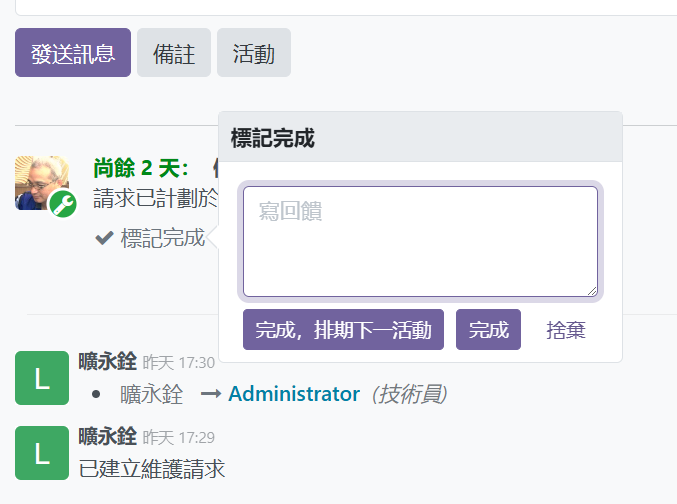 發送訊息 備註 活動
標記完成
尚餘 2 天：
請求已計劃於
寫回饋
標記完成
完成，排期下一活動 完成 捨棄
曠永銓 昨天 17:30
L
• 曠永銓 → Administrator (技術員)
曠永銓 昨天 17:29
L
已建立維護請求